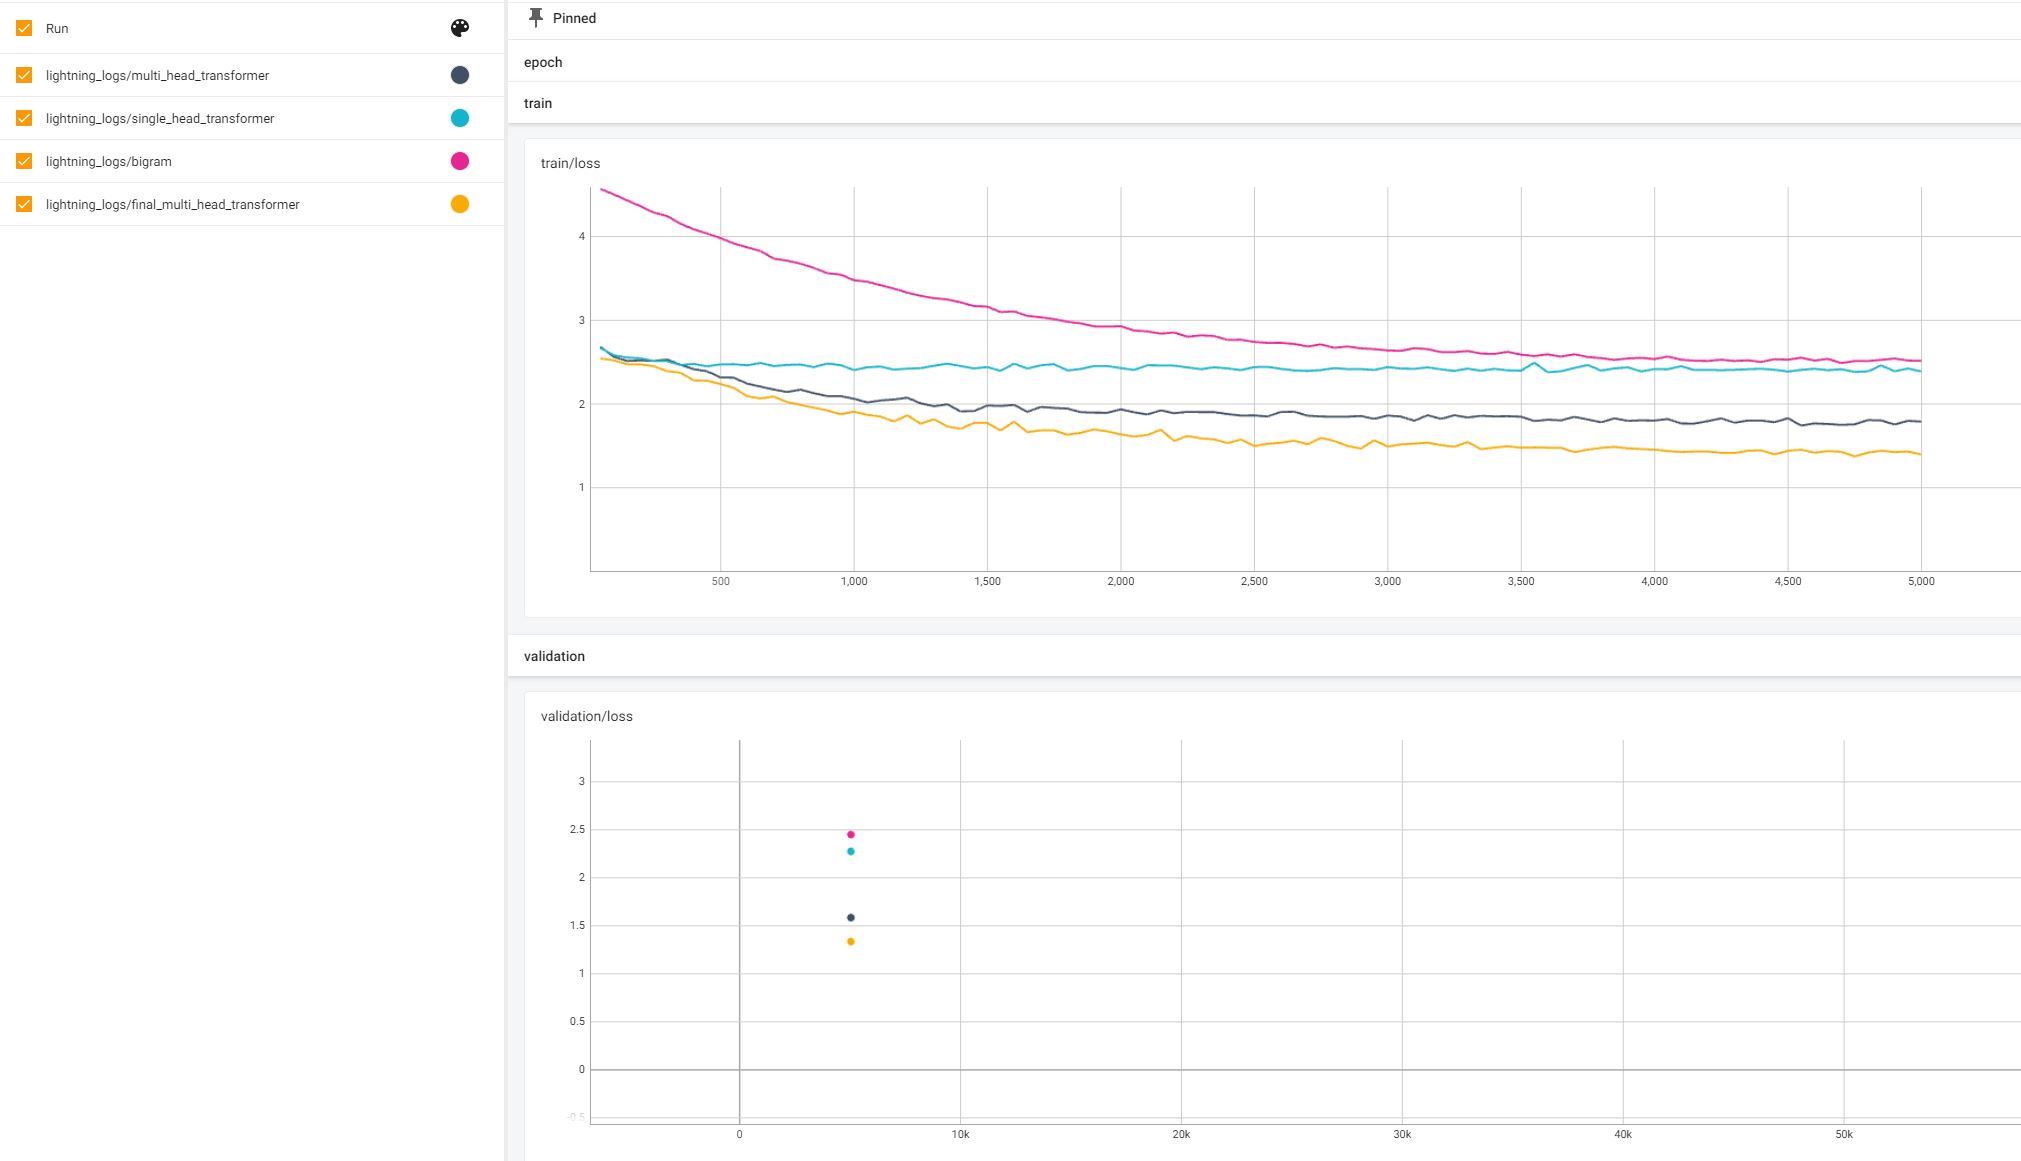 Run
lightning_logs/multi_head_transformer
lightning_logs/single_head_transformer
lightning_logs/bigram
lightning_logs/final_multi_head_transformer
Pinned
epoch
train
train/loss
4
3
2
1
500 1,000 1,500 2,000 2,500 3,000 3,500 4,000 4,500 5,000
validation
validation/loss
3
2.5
2
1.5
1
0.5
0
-0.5
0 10k 20k 30k 40k 50k